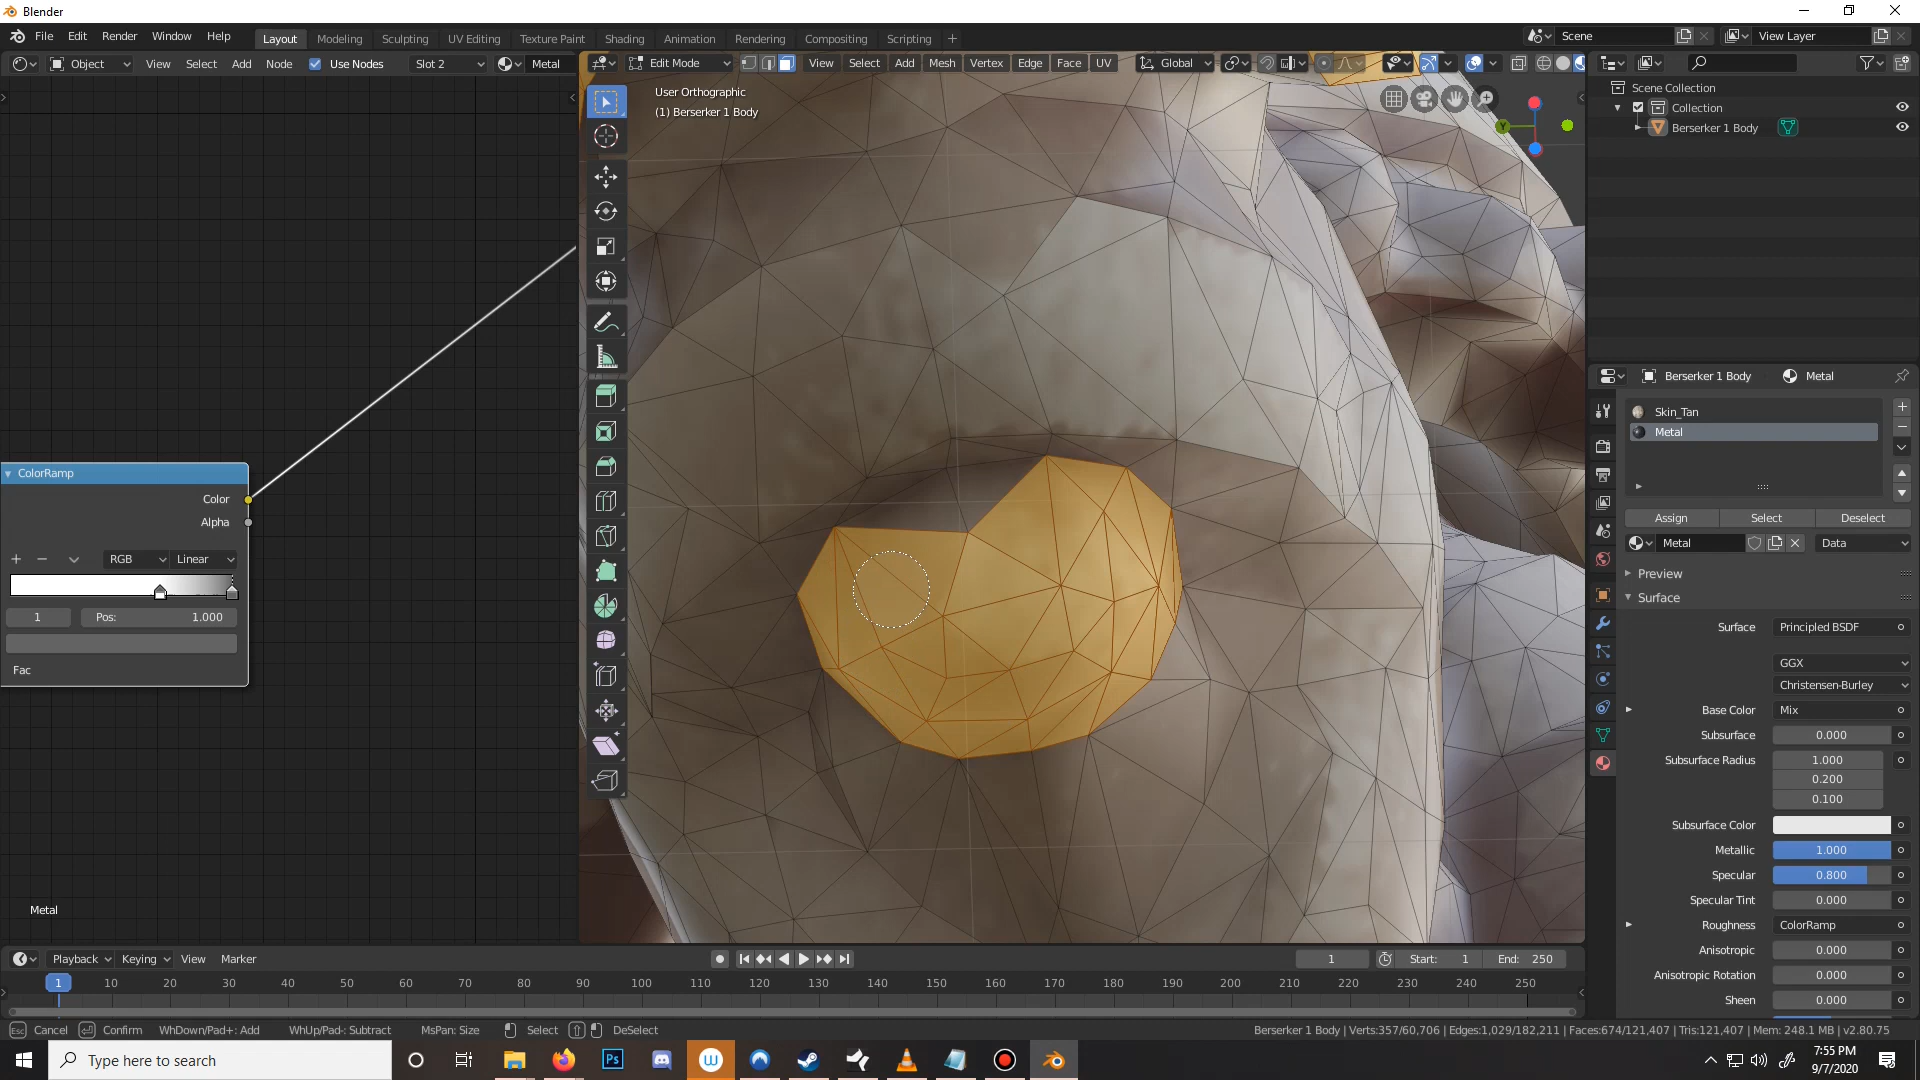 Blender
File Edit Render Window Help
Layout Modeling Sculpting UV Editing Texture Paint Shading Animation Rendering Compositing Scripting
Scene View Layer
Object View Select Add Node Use Nodes Slot 2 Metal
Edit Mode View Select Add Mesh Vertex Edge Face UV Global
User Orthographic
(1) Berserker 1 Body
Y
Scene Collection
Collection
Berserker 1 Body
Berserker 1 Body Metal
Skin_Tan
Metal
Assign Select Deselect
Metal Data
Preview
Surface
Surface Principled BSDF
GGX
Christensen-Burley
Base Color Mix
Subsurface 0.000
Subsurface Radius 1.000
0.200
0.100
Subsurface Color
Metallic 1.000
Specular 0.800
Specular Tint 0.000
Roughness ColorRamp
Anisotropic 0.000
Anisotropic Rotation 0.000
Sheen 0.000
ColorRamp
Color
Alpha
RGB Linear
1 Pos: 1.000
Fac
Metal
Playback Keying View Marker 1 Start: 1 End: 250
1 10 20 30 40 50 60 70 80 90 100 110 120 130 140 150 160 170 180 190 200 210 220 230 240 250
Esc Cancel Confirm WhDown/Pad+: Add WhUp/Pad-: Subtract MsPan: Size Select DeSelect
Berserker 1 Body | Verts:357/60,706 | Edges:1,029/182,211 | Faces:674/121,407 | Tris:121,407 | Mem: 248.1 MB | v2.80.75
Type here to search
Ps
W
7:55 PM
9/7/2020